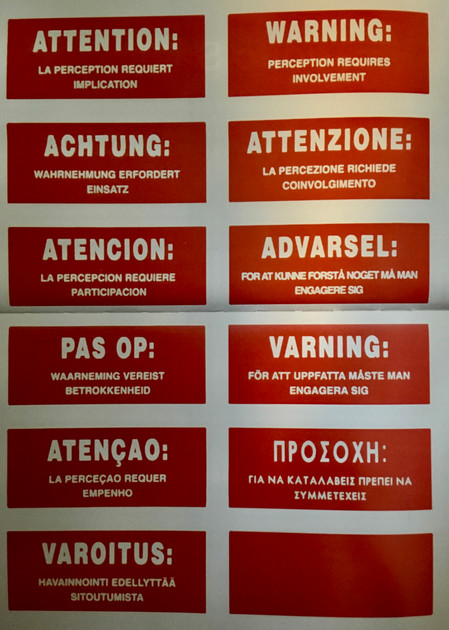 ATTENTION:
LA PERCEPTION REQUIERT
IMPLICATION
WARNING:
PERCEPTION REQUIRES
INVOLVEMENT
ACHTUNG:
WAHRNEHMUNG ERFORDERT
EINSATZ
ATTENZIONE:
LA PERCEZIONE RICHIEDE
COINVOLGIMENTO
ATENCION:
LA PERCEPCION REQUIERE
PARTICIPACION
ADVARSEL:
FOR AT KUNNE FORSTÅ NOGET MÅ MAN
ENGAGERE SIG
PAS OP:
WAARNEMING VEREIST
BETROKKENHEID
VARNING:
FÖR ATT UPPFATTA MÅSTE MAN
ENGAGERA SIG
ATENÇAO:
LA PERCEÇAO REQUER
EMPENHO
ΠΡΟΣΟΧΗ:
ΓΙΑ ΝΑ ΚΑΤΑΛΑΒΕΙΣ ΠΡΕΠΕΙ ΝΑ
ΣΥΜΜΕΤΕΧΕΙΣ
VAROITUS:
HAVAINNOINTI EDELLYTTÄÄ
SITOUTUMISTA